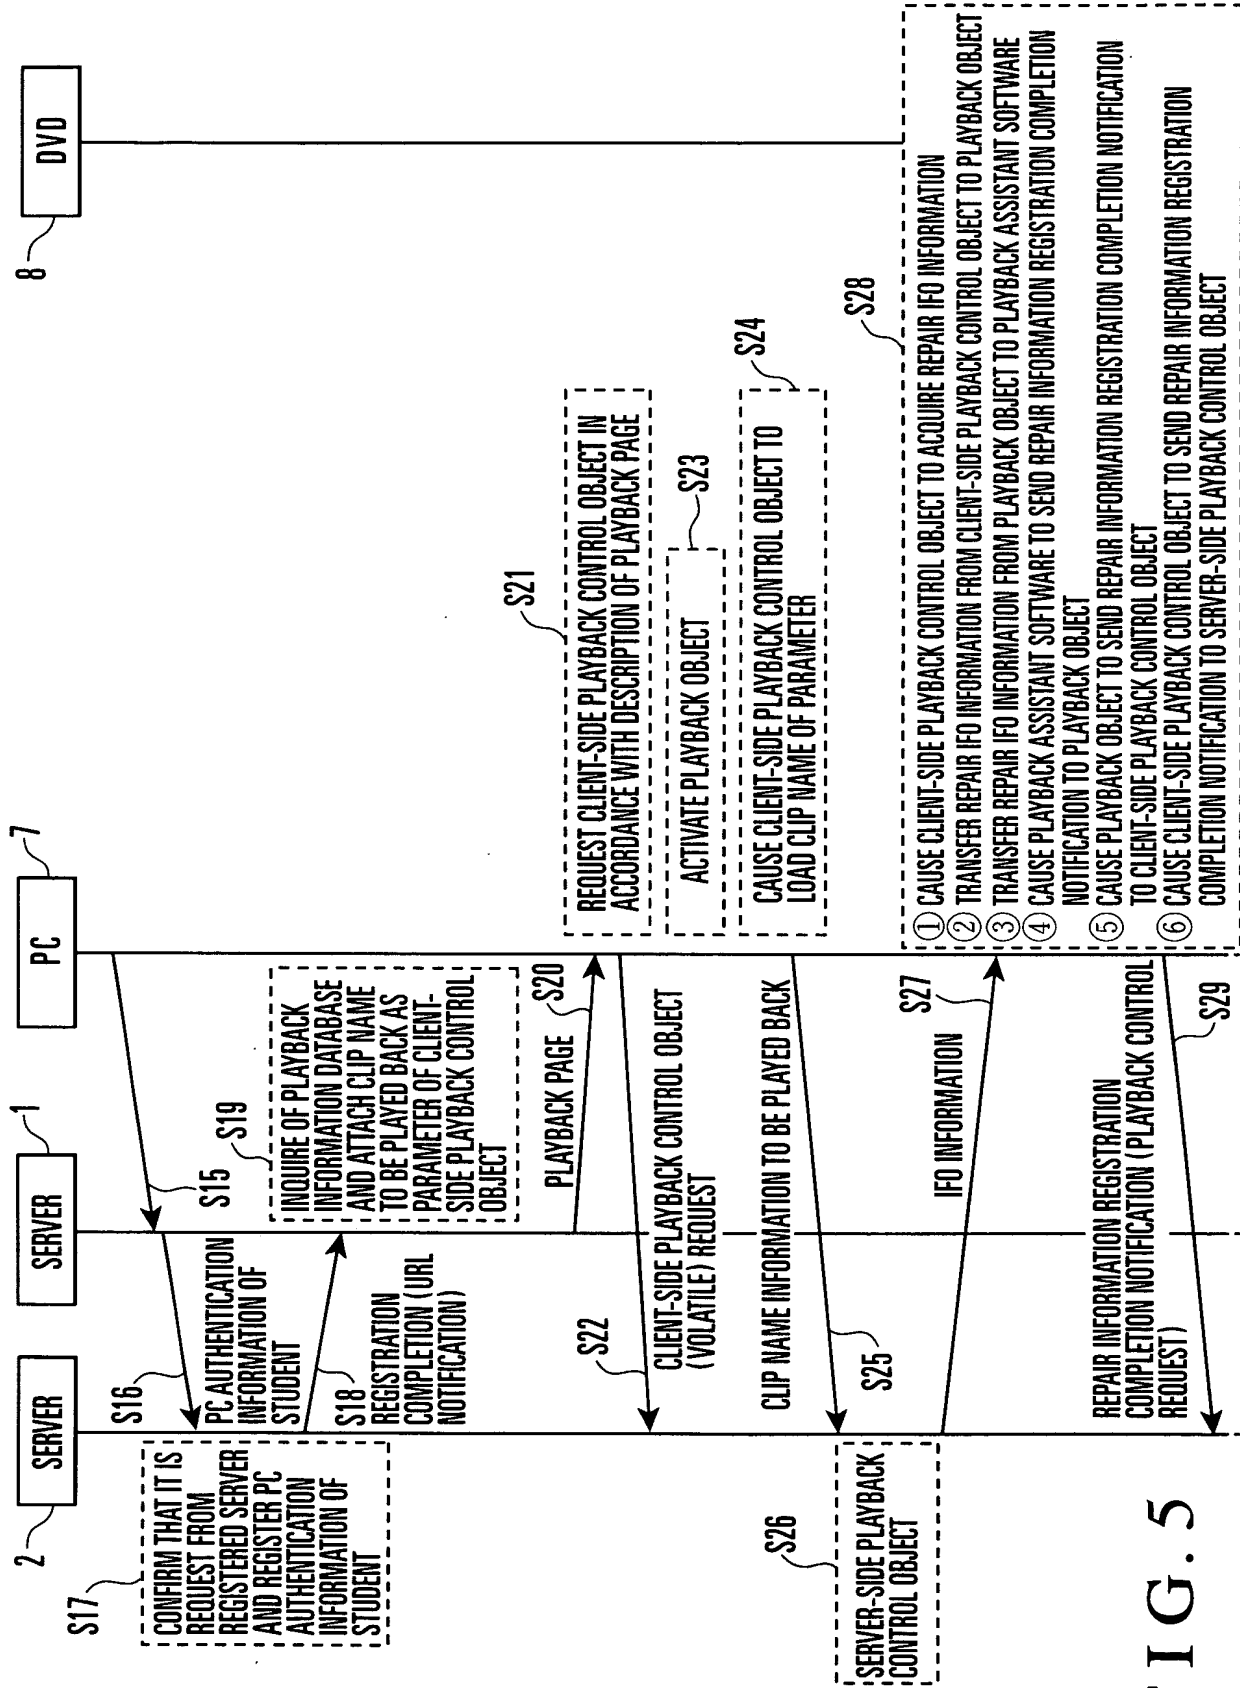 2
SERVER
1
SERVER
7
PC
8
DVD
S15
S16
PC AUTHENTICATION
INFORMATION OF
STUDENT
S17
CONFIRM THAT IT IS
REQUEST FROM
REGISTERED SERVER
AND REGISTER PC
AUTHENTICATION
INFORMATION OF
STUDENT
S18
REGISTRATION
COMPLETION (URL
NOTIFICATION)
S19
INQUIRE OF PLAYBACK
INFORMATION DATABASE
AND ATTACH CLIP NAME
TO BE PLAYED BACK AS
PARAMETER OF CLIENT-
SIDE PLAYBACK CONTROL
OBJECT
PLAYBACK PAGE
S20
S21
REQUEST CLIENT-SIDE PLAYBACK CONTROL OBJECT IN
ACCORDANCE WITH DESCRIPTION OF PLAYBACK PAGE
S22
CLIENT-SIDE PLAYBACK CONTROL OBJECT
(VOLATILE) REQUEST
S23
ACTIVATE PLAYBACK OBJECT
S24
CAUSE CLIENT-SIDE PLAYBACK CONTROL OBJECT TO
LOAD CLIP NAME OF PARAMETER
CLIP NAME INFORMATION TO BE PLAYED BACK
S25
S26
SERVER-SIDE PLAYBACK
CONTROL OBJECT
IFO INFORMATION
S27
S28
① CAUSE CLIENT-SIDE PLAYBACK CONTROL OBJECT TO ACQUIRE REPAIR IFO INFORMATION
② TRANSFER REPAIR IFO INFORMATION FROM CLIENT-SIDE PLAYBACK CONTROL OBJECT TO PLAYBACK OBJECT
③ TRANSFER REPAIR IFO INFORMATION FROM PLAYBACK OBJECT TO PLAYBACK ASSISTANT SOFTWARE
④ CAUSE PLAYBACK ASSISTANT SOFTWARE TO SEND REPAIR INFORMATION REGISTRATION COMPLETION
NOTIFICATION TO PLAYBACK OBJECT
⑤ CAUSE PLAYBACK OBJECT TO SEND REPAIR INFORMATION REGISTRATION COMPLETION NOTIFICATION
TO CLIENT-SIDE PLAYBACK CONTROL OBJECT
⑥ CAUSE CLIENT-SIDE PLAYBACK CONTROL OBJECT TO SEND REPAIR INFORMATION REGISTRATION
COMPLETION NOTIFICATION TO SERVER-SIDE PLAYBACK CONTROL OBJECT
REPAIR INFORMATION REGISTRATION
COMPLETION NOTIFICATION (PLAYBACK CONTROL
REQUEST)
S29
FIG. 5